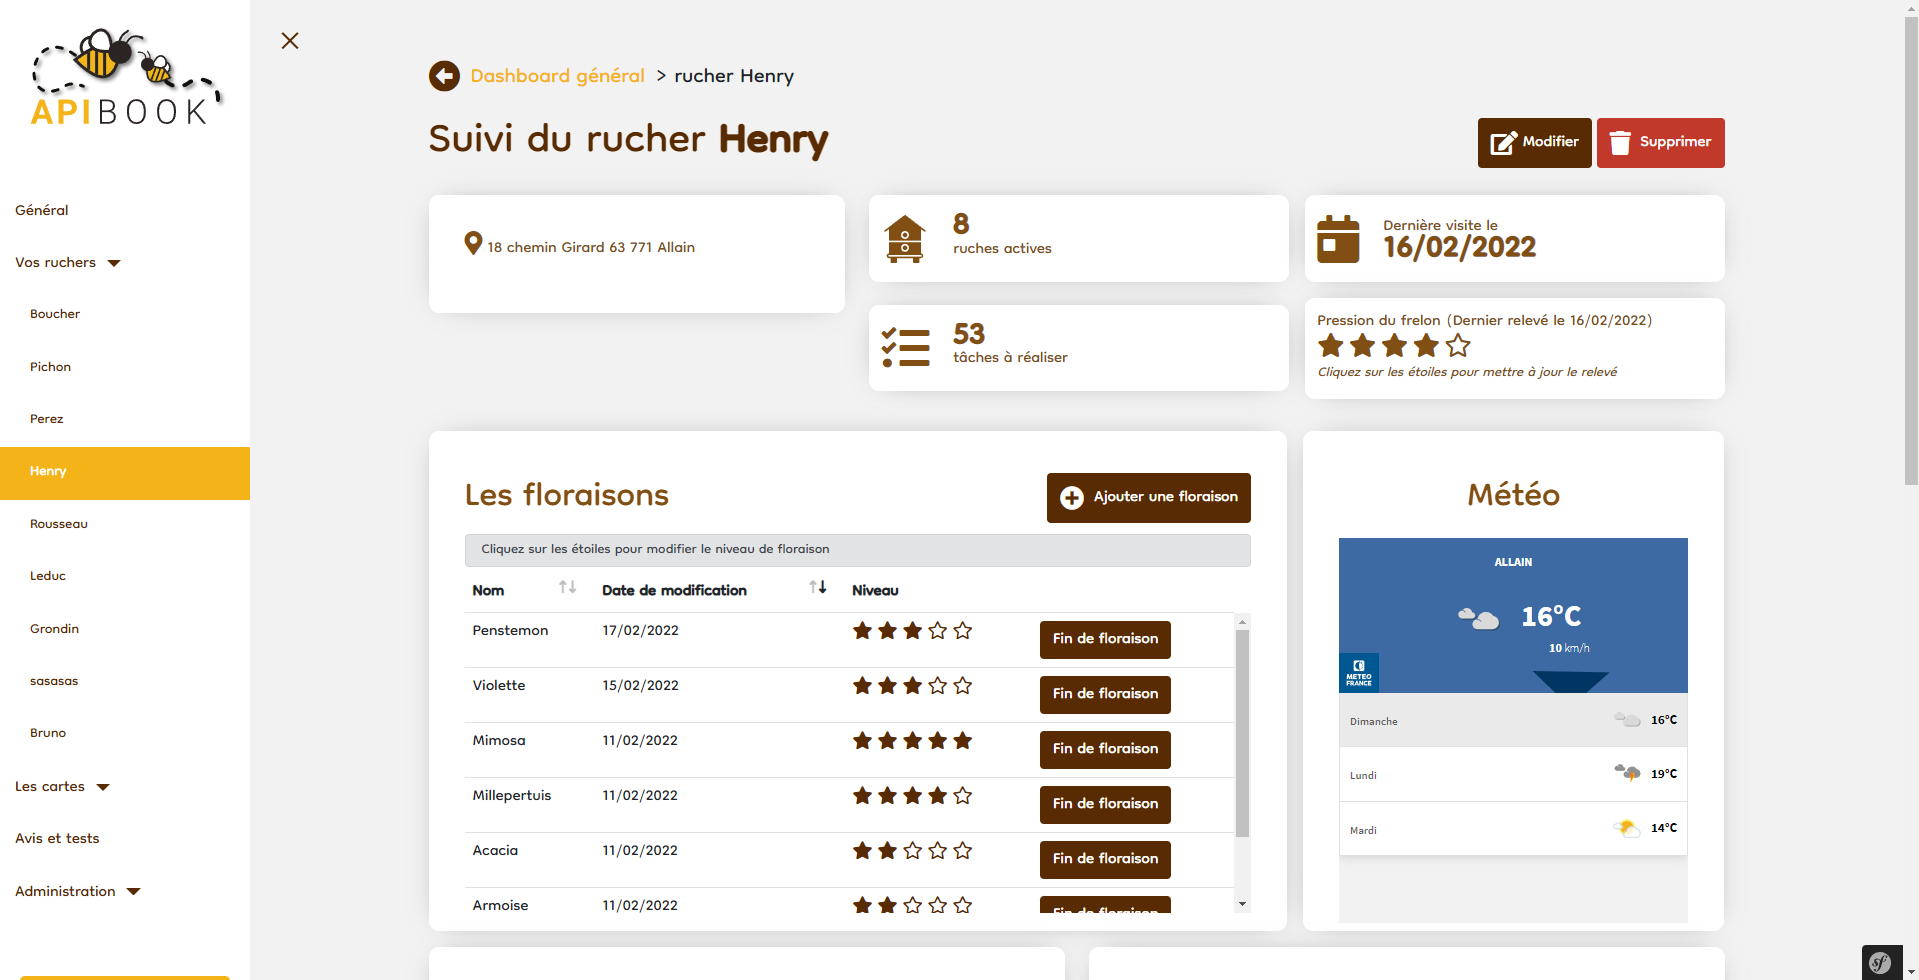 APIBOOK
Général
Vos ruchers
Boucher
Pichon
Perez
Henry
Rousseau
Leduc
Grondin
sasasas
Bruno
Les cartes
Avis et tests
Administration
Dashboard général > rucher Henry
Suivi du rucher Henry
Modifier
Supprimer
18 chemin Girard 63 771 Allain
8
ruches actives
Dernière visite le
16/02/2022
53
tâches à réaliser
Pression du frelon (Dernier relevé le 16/02/2022)
Cliquez sur les étoiles pour mettre à jour le relevé
Les floraisons
Ajouter une floraison
Cliquez sur les étoiles pour modifier le niveau de floraison
Nom Date de modification Niveau
Penstemon 17/02/2022 Fin de floraison
Violette 15/02/2022 Fin de floraison
Mimosa 11/02/2022 Fin de floraison
Millepertuis 11/02/2022 Fin de floraison
Acacia 11/02/2022 Fin de floraison
Armoise 11/02/2022 Fin de floraison
Météo
ALLAIN
16°C
10 km/h
METEO
FRANCE
Dimanche 16°C
Lundi 19°C
Mardi 14°C
sf